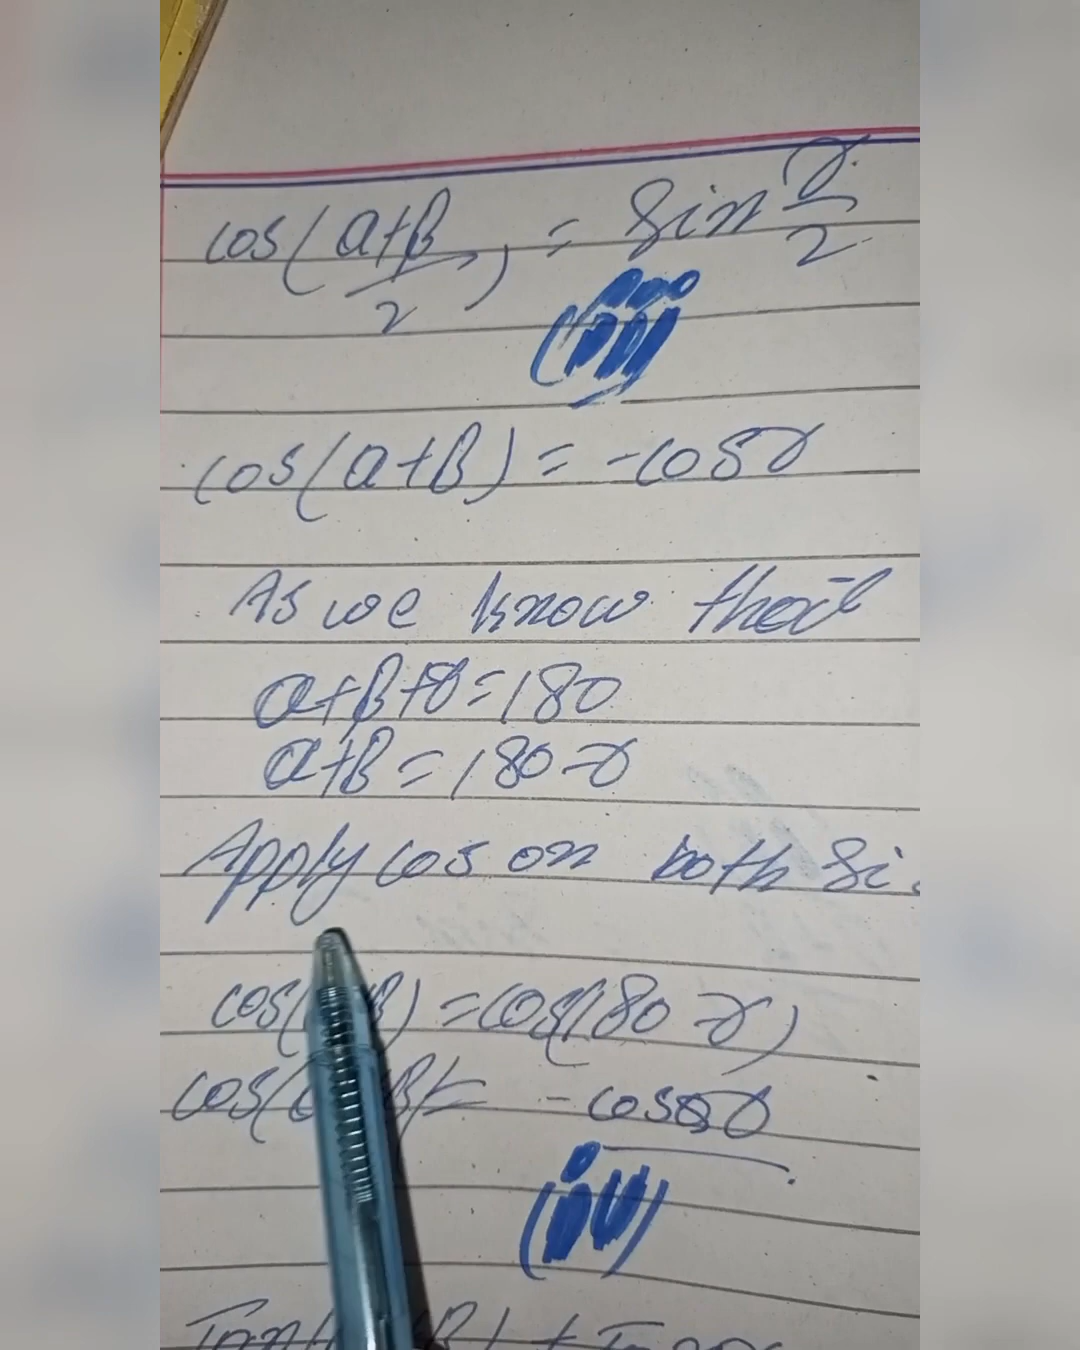 cos(α+β/2) = Sin γ/2
(iii)
cos(α+β) = -cosγ
As we know that
α+β+γ=180
α+β=180-γ
Apply cos on both Si
cos( β) =cos(180-γ)
cos( β)= -cosγ
(iv)